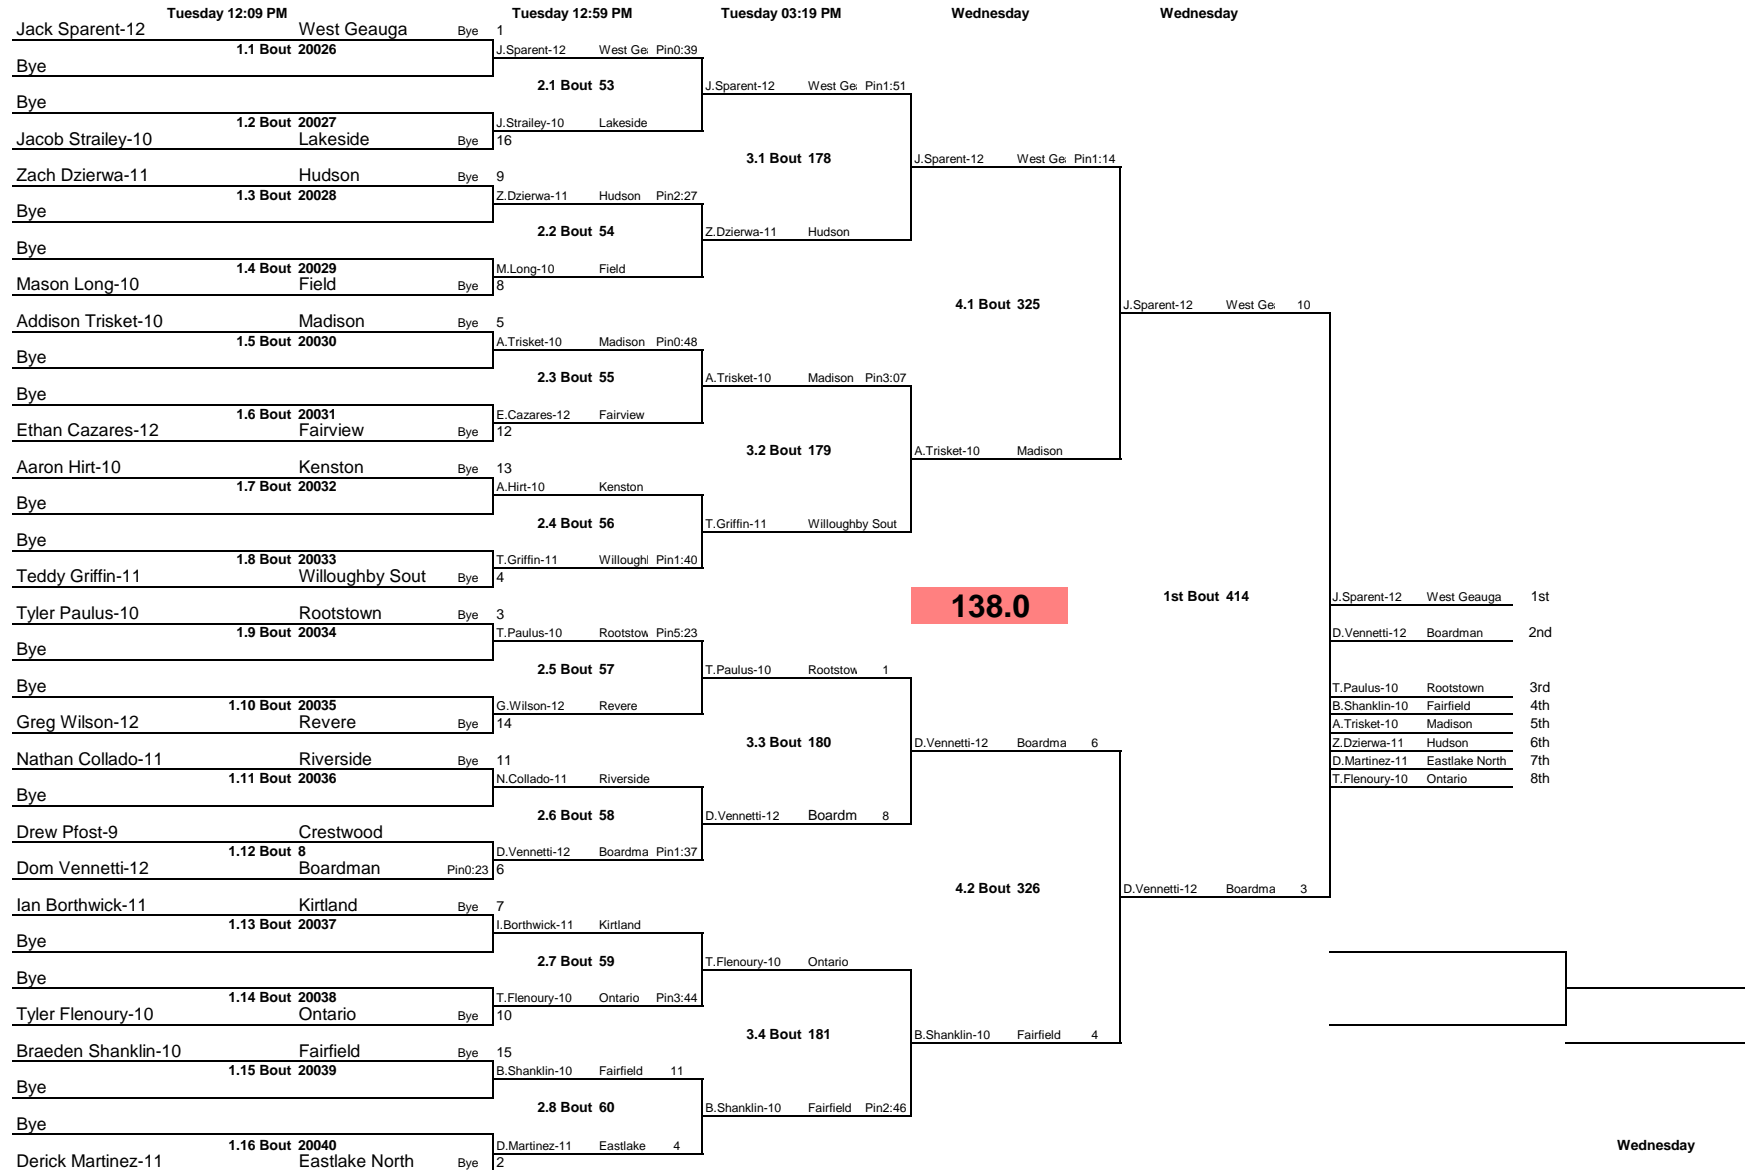 Tuesday 12:09 PM Tuesday 12:59 PM Tuesday 03:19 PM Wednesday Wednesday
Jack Sparent-12 West Geauga Bye 1
1.1 Bout 20026 J.Sparent-12 West Ge Pin0:39
Bye
2.1 Bout 53 J.Sparent-12 West Ge Pin1:51
Bye
1.2 Bout 20027 J.Strailey-10 Lakeside
Jacob Strailey-10 Lakeside Bye 16
3.1 Bout 178 J.Sparent-12 West Ge Pin1:14
Zach Dzierwa-11 Hudson Bye 9
1.3 Bout 20028 Z.Dzierwa-11 Hudson Pin2:27
Bye
2.2 Bout 54 Z.Dzierwa-11 Hudson
Bye
1.4 Bout 20029 M.Long-10 Field
Mason Long-10 Field Bye 8
4.1 Bout 325 J.Sparent-12 West Ge 10
Addison Trisket-10 Madison Bye 5
1.5 Bout 20030 A.Trisket-10 Madison Pin0:48
Bye
2.3 Bout 55 A.Trisket-10 Madison Pin3:07
Bye
1.6 Bout 20031 E.Cazares-12 Fairview
Ethan Cazares-12 Fairview Bye 12
3.2 Bout 179 A.Trisket-10 Madison
Aaron Hirt-10 Kenston Bye 13
1.7 Bout 20032 A.Hirt-10 Kenston
Bye
2.4 Bout 56 T.Griffin-11 Willoughby Sout
Bye
1.8 Bout 20033 T.Griffin-11 Willough Pin1:40
Teddy Griffin-11 Willoughby Sout Bye 4
138.0 1st Bout 414 J.Sparent-12 West Geauga 1st
Tyler Paulus-10 Rootstown Bye 3
1.9 Bout 20034 T.Paulus-10 Rootstow Pin5:23 D.Vennetti-12 Boardman 2nd
Bye
2.5 Bout 57 T.Paulus-10 Rootstow 1
Bye T.Paulus-10 Rootstown 3rd
1.10 Bout 20035 G.Wilson-12 Revere B.Shanklin-10 Fairfield 4th
Greg Wilson-12 Revere Bye 14 A.Trisket-10 Madison 5th
3.3 Bout 180 D.Vennetti-12 Boardma 6 Z.Dzierwa-11 Hudson 6th
Nathan Collado-11 Riverside Bye 11 D.Martinez-11 Eastlake North 7th
1.11 Bout 20036 N.Collado-11 Riverside T.Flenoury-10 Ontario 8th
Bye
2.6 Bout 58 D.Vennetti-12 Boardm 8
Drew Pfost-9 Crestwood
1.12 Bout 8 D.Vennetti-12 Boardma Pin1:37
Dom Vennetti-12 Boardman Pin0:23 6
4.2 Bout 326 D.Vennetti-12 Boardma 3
Ian Borthwick-11 Kirtland Bye 7
1.13 Bout 20037 I.Borthwick-11 Kirtland
Bye
2.7 Bout 59 T.Flenoury-10 Ontario
Bye
1.14 Bout 20038 T.Flenoury-10 Ontario Pin3:44
Tyler Flenoury-10 Ontario Bye 10
3.4 Bout 181 B.Shanklin-10 Fairfield 4
Braeden Shanklin-10 Fairfield Bye 15
1.15 Bout 20039 B.Shanklin-10 Fairfield 11
Bye
2.8 Bout 60 B.Shanklin-10 Fairfield Pin2:46
Bye
1.16 Bout 20040 D.Martinez-11 Eastlake 4 Wednesday
Derick Martinez-11 Eastlake North Bye 2